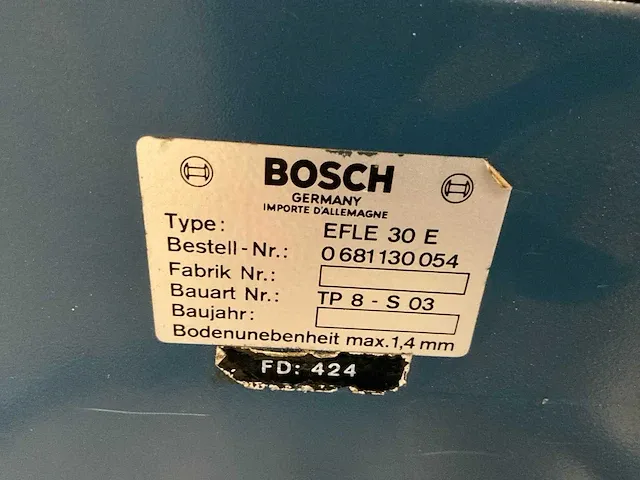 BOSCH
GERMANY
IMPORTE D'ALLEMAGNE
Type: EFLE 30 E
Bestell-Nr.: 0 681 130 054
Fabrik Nr.:
Bauart Nr.: TP 8 - S 03
Baujahr:
Bodenunebenheit max. 1,4 mm
FD: 424